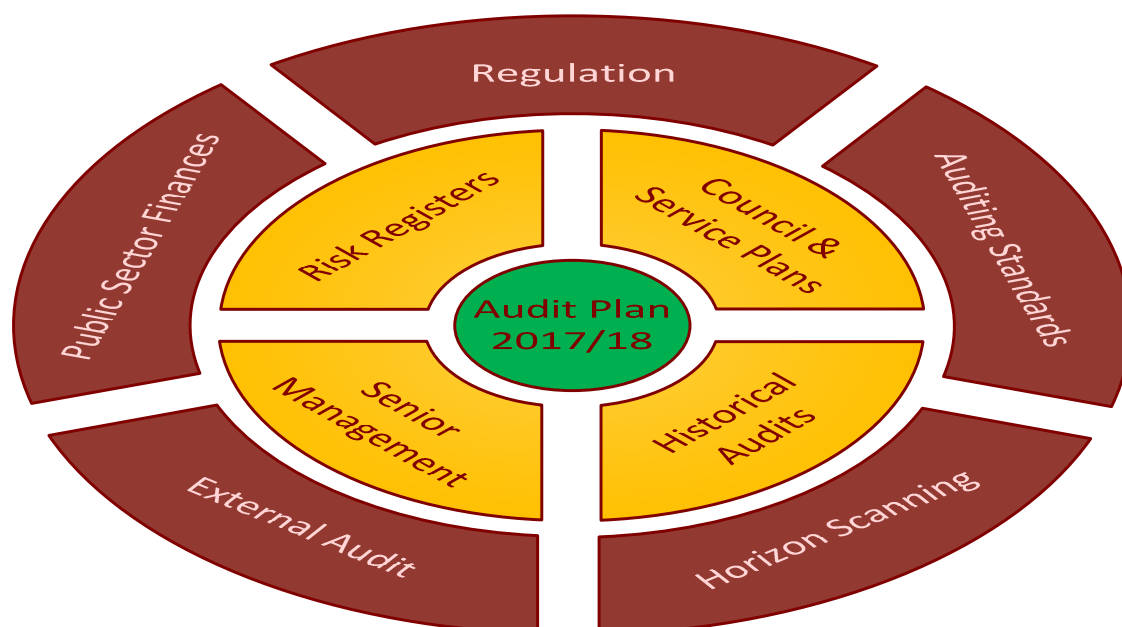 Regulation
Public Sector Finances
Auditing Standards
Risk Registers
Council &
Service Plans
Audit Plan
2017/18
Senior
Management
Historical
Audits
External Audit
Horizon Scanning